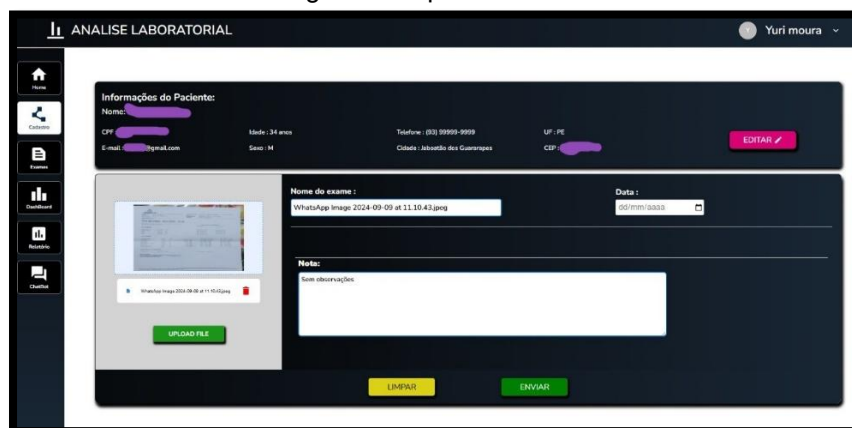 ANALISE LABORATORIAL
Yuri moura
Home
Cadastro
Exames
DashBoard
Relatório
ChatBot
Informações do Paciente:
Nome:
CPF
Idade : 34 anos
Telefone : (93) 99999-9999
UF : PE
E-mail :
@gmail.com
Sexo : M
Cidade : Jaboatão dos Guararapes
CEP :
EDITAR
Nome do exame :
WhatsApp Image 2024-09-09 at 11.10.43.jpeg
Data :
dd/mm/aaaa
WhatsApp Image 2024-09-09 at 11.10.43.jpeg
UPLOAD FILE
Nota:
Sem observações
LIMPAR
ENVIAR